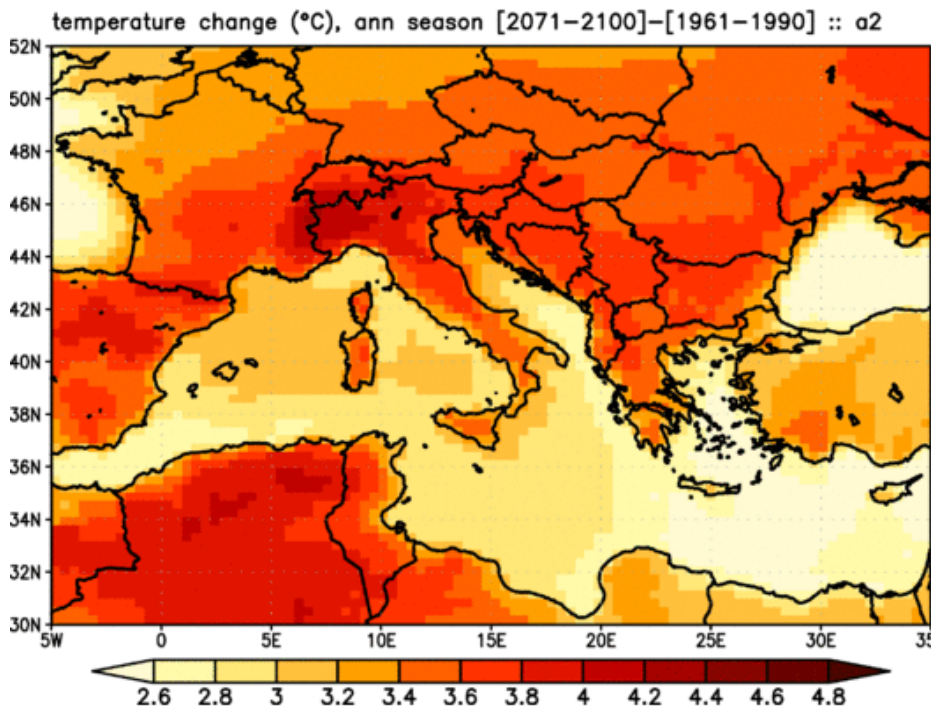 temperature change (°C), ann season [2071−2100]−[1961−1990] :: a2
52N
50N
48N
46N
44N
42N
40N
38N
36N
34N
32N
30N
5W 0 5E 10E 15E 20E 25E 30E 35
2.6 2.8 3 3.2 3.4 3.6 3.8 4 4.2 4.4 4.6 4.8